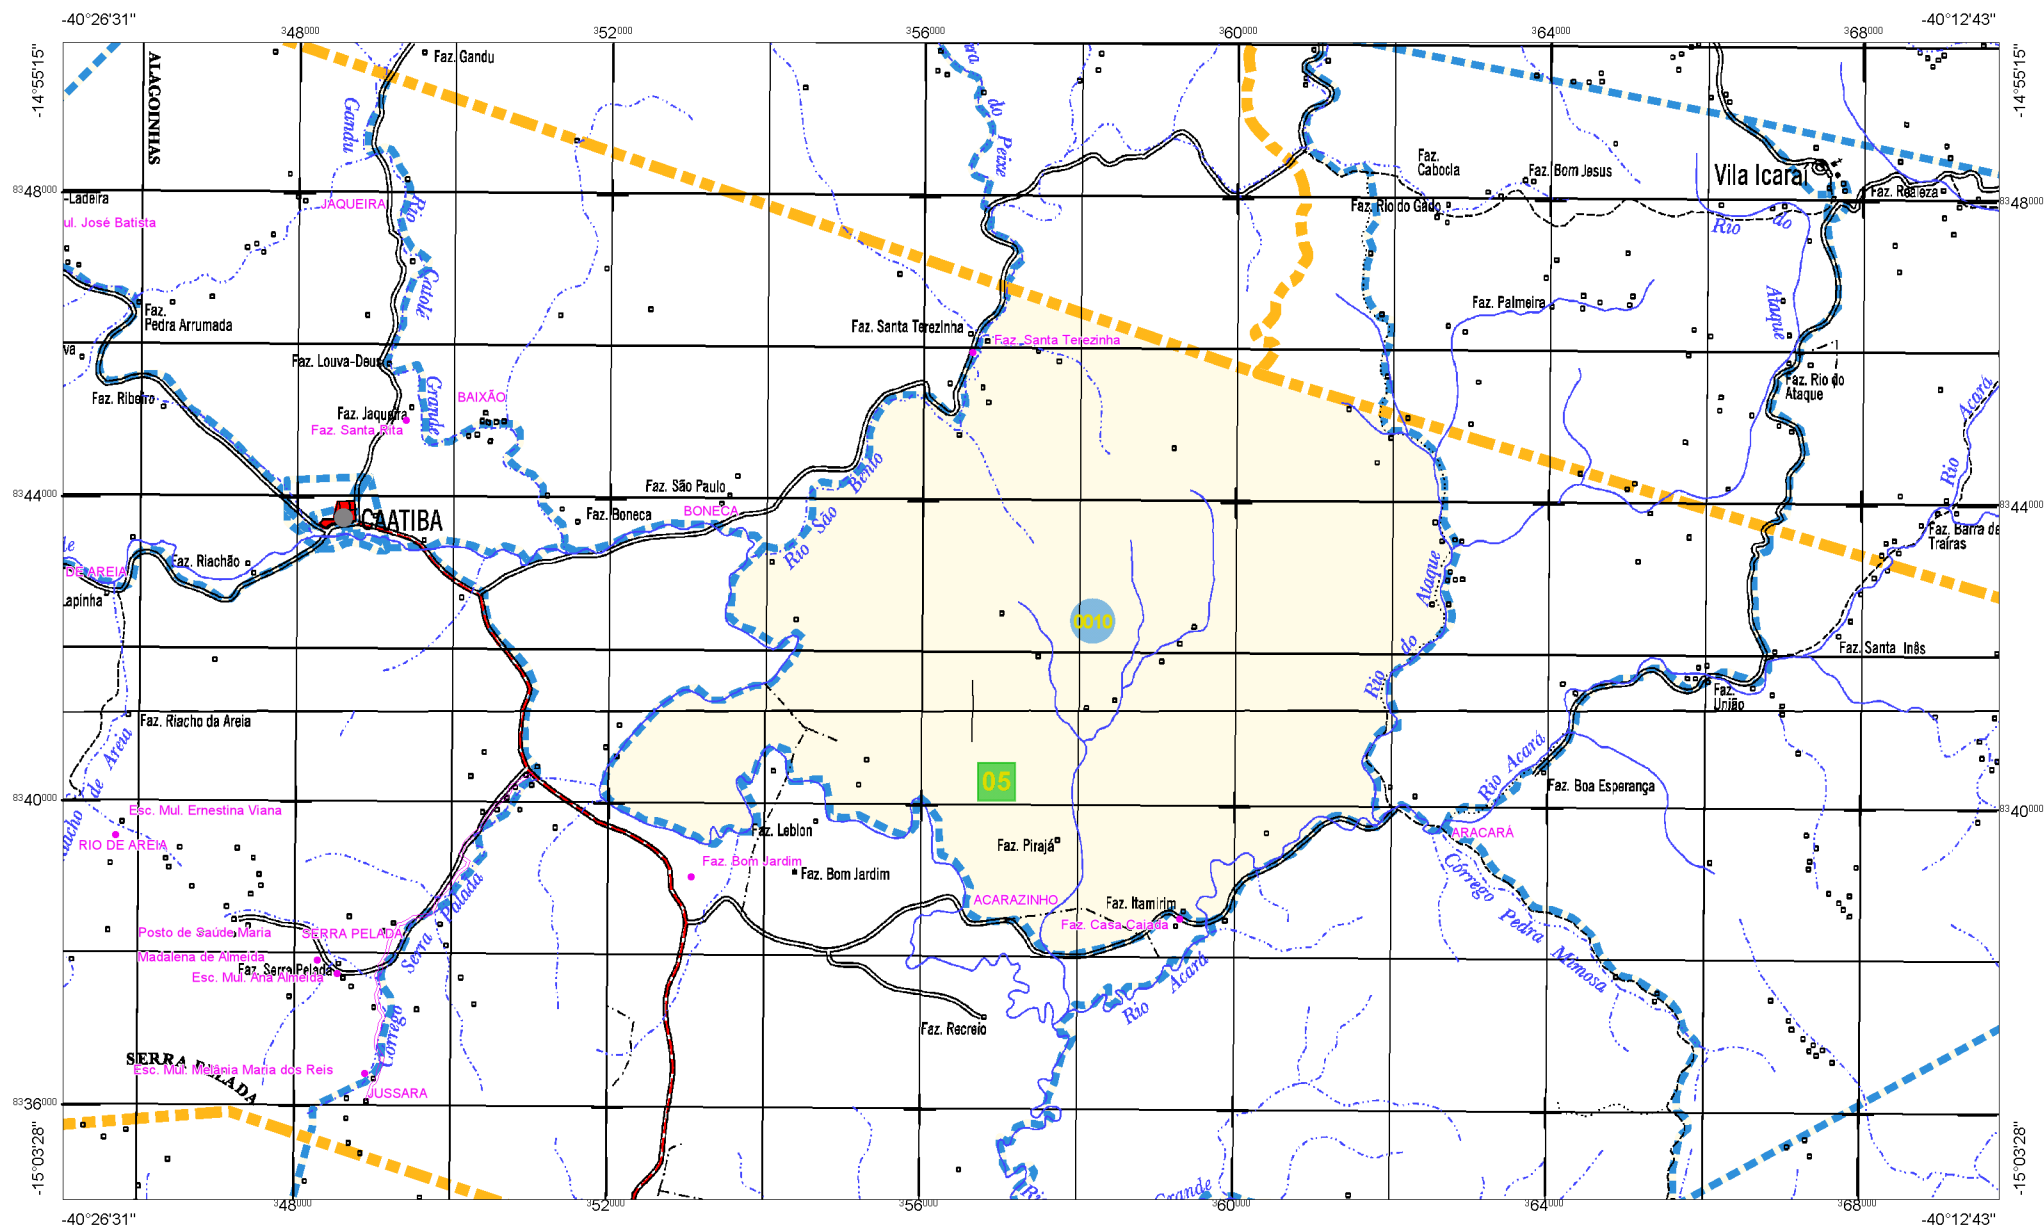 -40°26'31"
-40°12'43"
348000
352000
356000
360000
364000
368000
-14°55'15"
-14°55'15"
ALAGOINHAS
Gandu
Faz. Gandu
do
Peixe
Faz.
Cabocla
Faz. Bom Jesus
Vila Icaraí
Faz. Realeza
8348000
8348000
-Ladeira
JAQUEIRA
Rio
Faz. Rio do Gado
ul. José Batista
Rio
do
Catolé
Ataque
Faz.
Pedra Arrumada
Faz. Palmeira
Faz. Santa Terezinha
Faz. Santa Terezinha
va
Faz. Louva-Deus
Grande
Faz. Rio do
Ataque
Acará
Faz. Ribeiro
BAIXÃO
Faz. Jaqueira
Faz. Santa Rita
Bento
Rio
Faz. São Paulo
8344000
8344000
CAATIBA
Faz. Boneca
BONECA
São
Rio
Faz. Barra de
Traíras
le
Faz. Riachão
DE AREIA
Ataque
apinha
0010
do
Faz. Santa Inês
Rio
Faz.
União
Faz. Riacho da Areia
Areia
de
Rio Acará
05
Faz. Boa Esperança
8340000
8340000
Esc. Mul. Ernestina Viana
Faz. Leblon
ARACARÁ
RIO DE AREIA
Faz. Pirajá
Faz. Bom Jardim
Faz. Bom Jardim
Córrego
Pedra
Mimosa
Pelada
Serra
ACARAZINHO
Faz. Itamirim
Faz. Casa Caiada
Posto de Saúde Maria
SERRA PELADA
Madalena de Almeida
Faz. Serra Pelada
Esc. Mul. Ana Almeida
Acará
Rio
Faz. Recreio
Córrego
SERRA PELADA
Esc. Mul. Melânia Maria dos Reis
JUSSARA
8336000
-15°03'28"
-15°03'28"
Grande
348000
352000
356000
360000
364000
368000
-40°26'31"
-40°12'43"